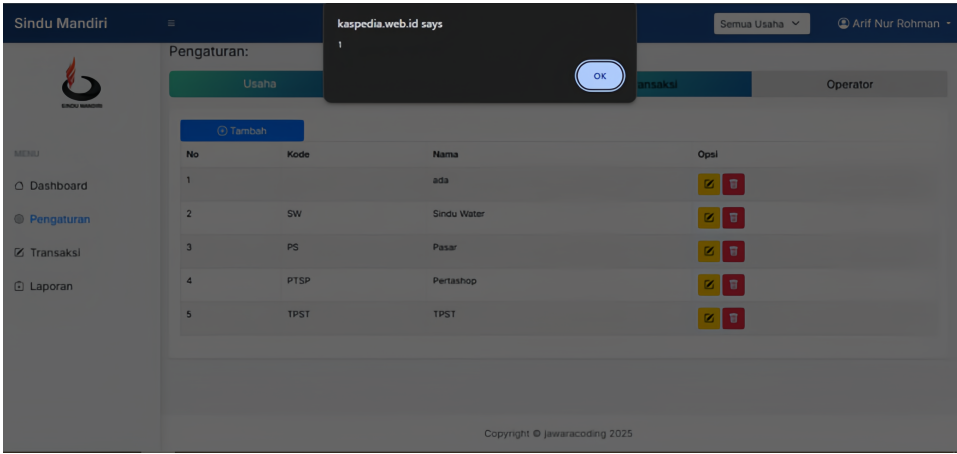 Sindu Mandiri
kaspedia.web.id says
1
OK
Semua Usaha
Arif Nur Rohman
SINDU MANDIRI
Pengaturan:
Usaha
ansaksi
Operator
MENU
Dashboard
Pengaturan
Transaksi
Laporan
Tambah
No Kode Nama Opsi
1 ada
2 SW Sindu Water
3 PS Pasar
4 PTSP Pertashop
5 TPST TPST
Copyright © jawaracoding 2025